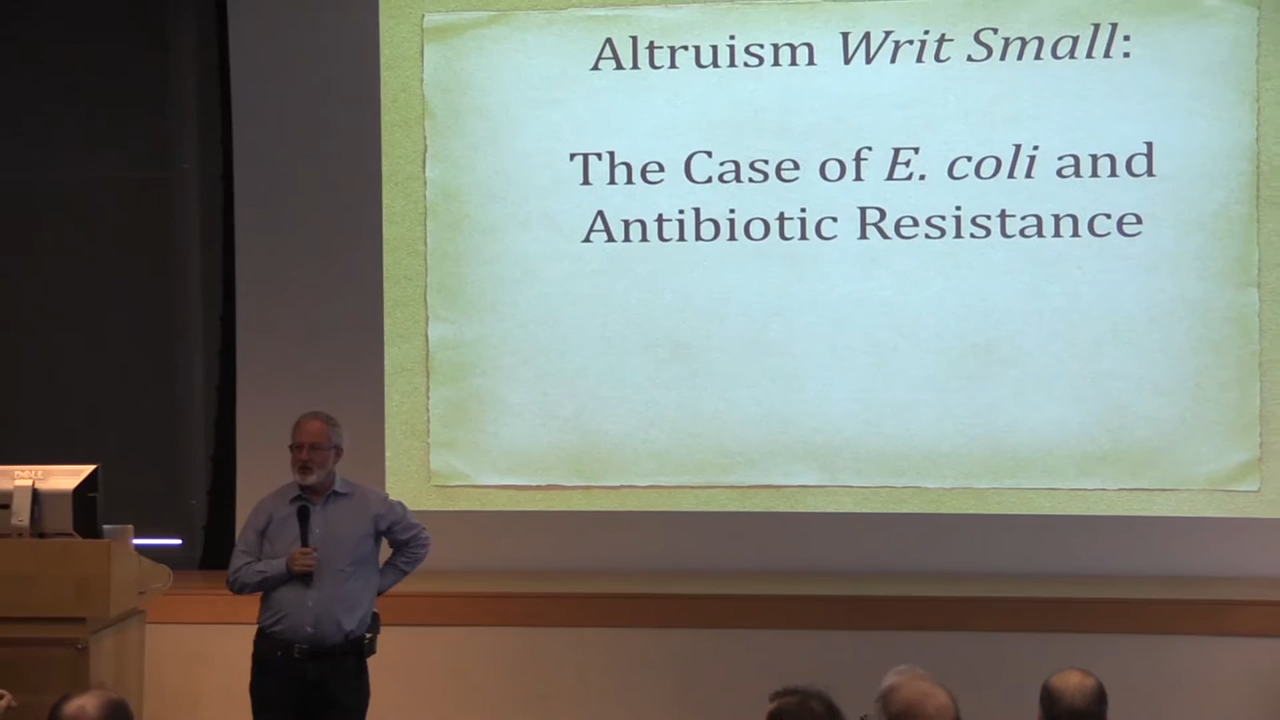 Altruism Writ Small:
The Case of E. coli and
Antibiotic Resistance
DELL